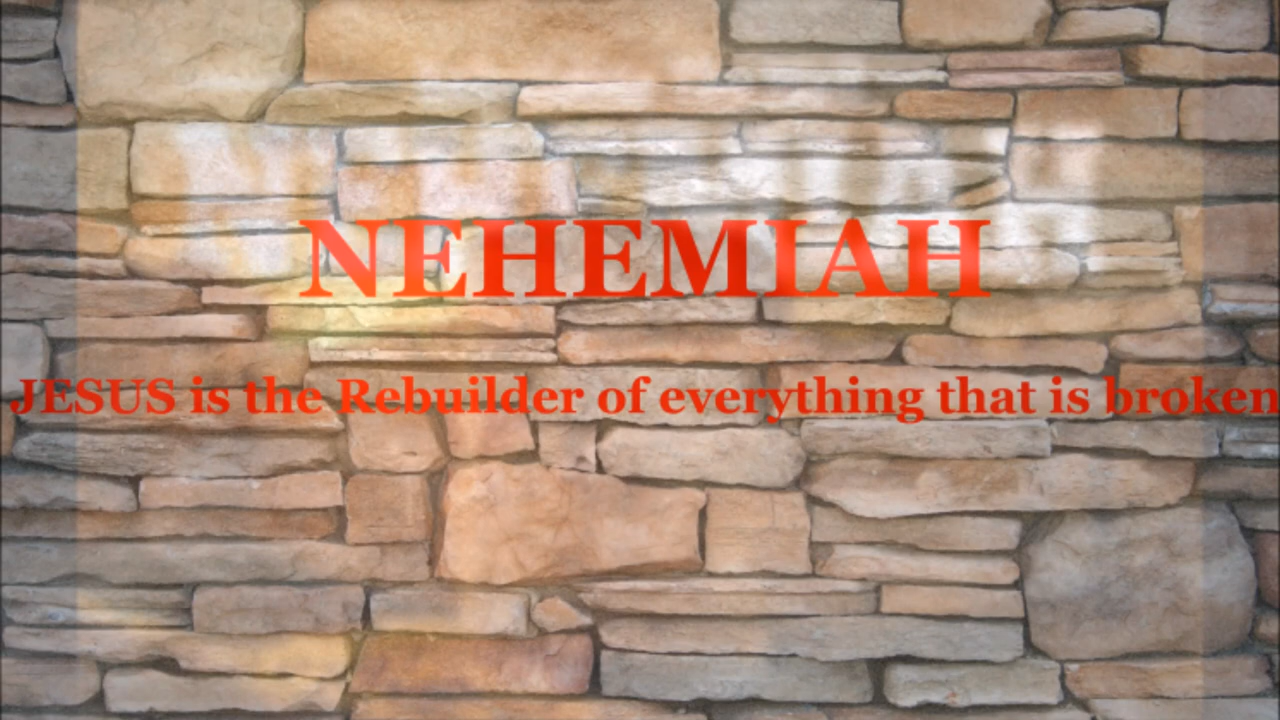 NEHEMIAH
JESUS is the Rebuilder of everything that is broken